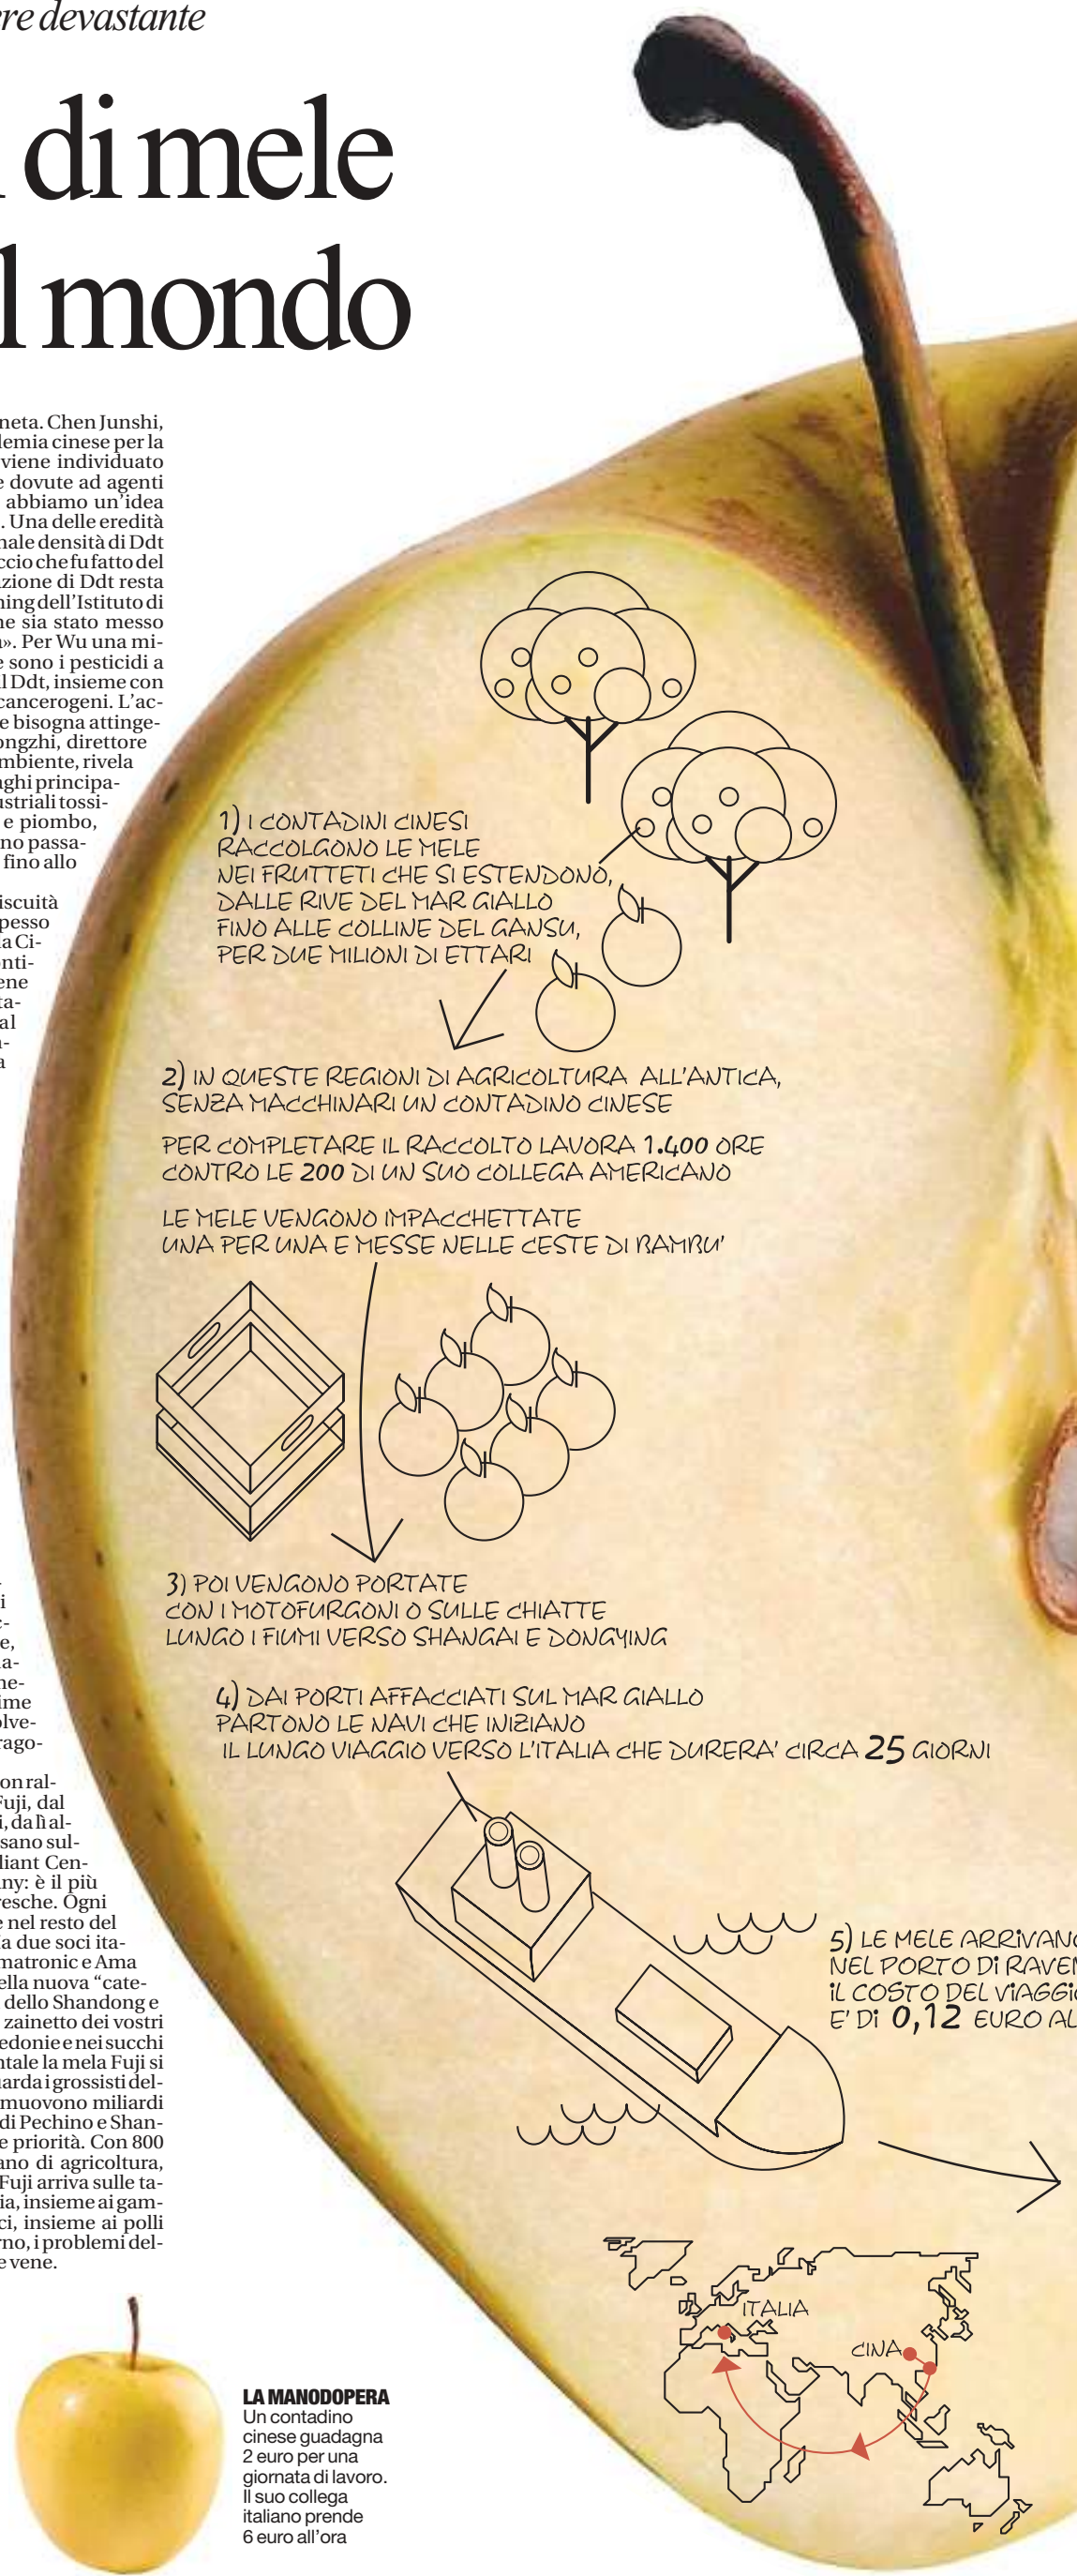 ere devastante
di mele
l mondo
neta. Chen Junshi,
demia cinese per la
viene individuato
e dovute ad agenti
abbiamo un'idea
. Una delle eredità
nale densità di Ddt
ccio che fu fatto del
azione di Ddt resta
ning dell'Istituto di
ne sia stato messo
a». Per Wu una mi-
e sono i pesticidi a
al Ddt, insieme con
cancerogeni. L'ac-
e bisogna attinge-
ongzhi, direttore
mbiente, rivela
aghi principa-
ustriali tossi-
e piombo,
no passa-
fino allo
iscuità
pesso
a Ci-
onti-
ene
ta-
al
a-
a
1) I CONTADINI CINESI
RACCOLGONO LE MELE
NEI FRUTTETI CHE SI ESTENDONO,
DALLE RIVE DEL MAR GIALLO
FINO ALLE COLLINE DEL GANSU,
PER DUE MILIONI DI ETTARI
2) IN QUESTE REGIONI DI AGRICOLTURA ALL'ANTICA,
SENZA MACCHINARI UN CONTADINO CINESE
PER COMPLETARE IL RACCOLTO LAVORA 1.400 ORE
CONTRO LE 200 DI UN SUO COLLEGA AMERICANO
LE MELE VENGONO IMPACCHETTATE
UNA PER UNA E MESSE NELLE CESTE DI BAMBU'
3) POI VENGONO PORTATE
CON I MOTOFURGONI O SULLE CHIATTE
LUNGO I FIUMI VERSO SHANGAI E DONGYING
4) DAI PORTI AFFACCIATI SUL MAR GIALLO
PARTONO LE NAVI CHE INIZIANO
IL LUNGO VIAGGIO VERSO L'ITALIA CHE DURERA' CIRCA 25 GIORNI
5) LE MELE ARRIVANO
NEL PORTO DI RAVEN
IL COSTO DEL VIAGGIO
E' DI 0,12 EURO AL
i
c-
e,
a-
ne-
ime
olve-
rago-
on ral-
Fuji, dal
i, da lì al-
sano sul-
liant Cen-
any: è il più
resche. Ogni
e nel resto del
a due soci ita-
matronic e Ama
ella nuova "cate-
dello Shandong e
zainetto dei vostri
edonie e nei succhi
ntale la mela Fuji si
uarda i grossisti del-
muovono miliardi
di Pechino e Shan-
e priorità. Con 800
ano di agricoltura,
Fuji arriva sulle ta-
ia, insieme ai gam-
ci, insieme ai polli
rno, i problemi del-
e vene.
ITALIA
CINA
LA MANODOPERA
Un contadino
cinese guadagna
2 euro per una
giornata di lavoro.
Il suo collega
italiano prende
6 euro all'ora